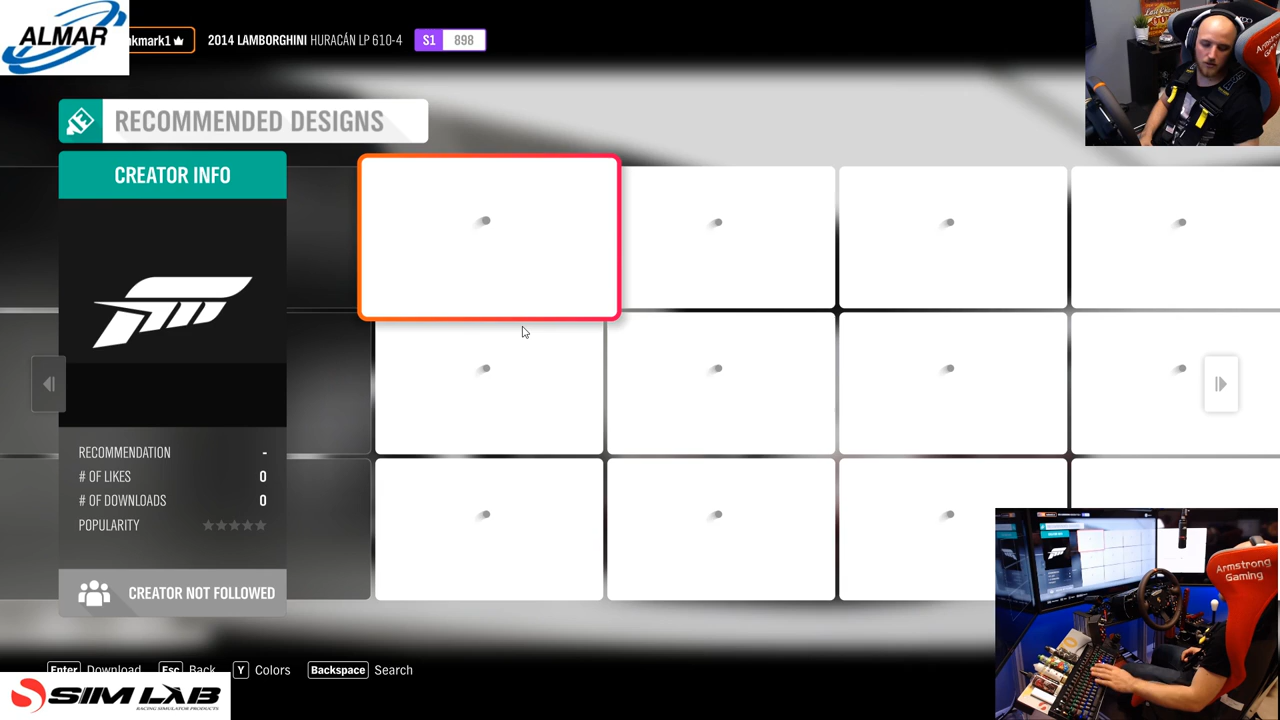 ALMAR
nkmark1
2014 LAMBORGHINI HURACÁN LP 610-4
S1 898
RECOMMENDED DESIGNS
CREATOR INFO
RECOMMENDATION -
# OF LIKES 0
# OF DOWNLOADS 0
POPULARITY
CREATOR NOT FOLLOWED
Enter Download Esc Back Y Colors Backspace Search
SIM LAB
RACING SIMULATOR PRODUCTS
Armstrong
Gaming